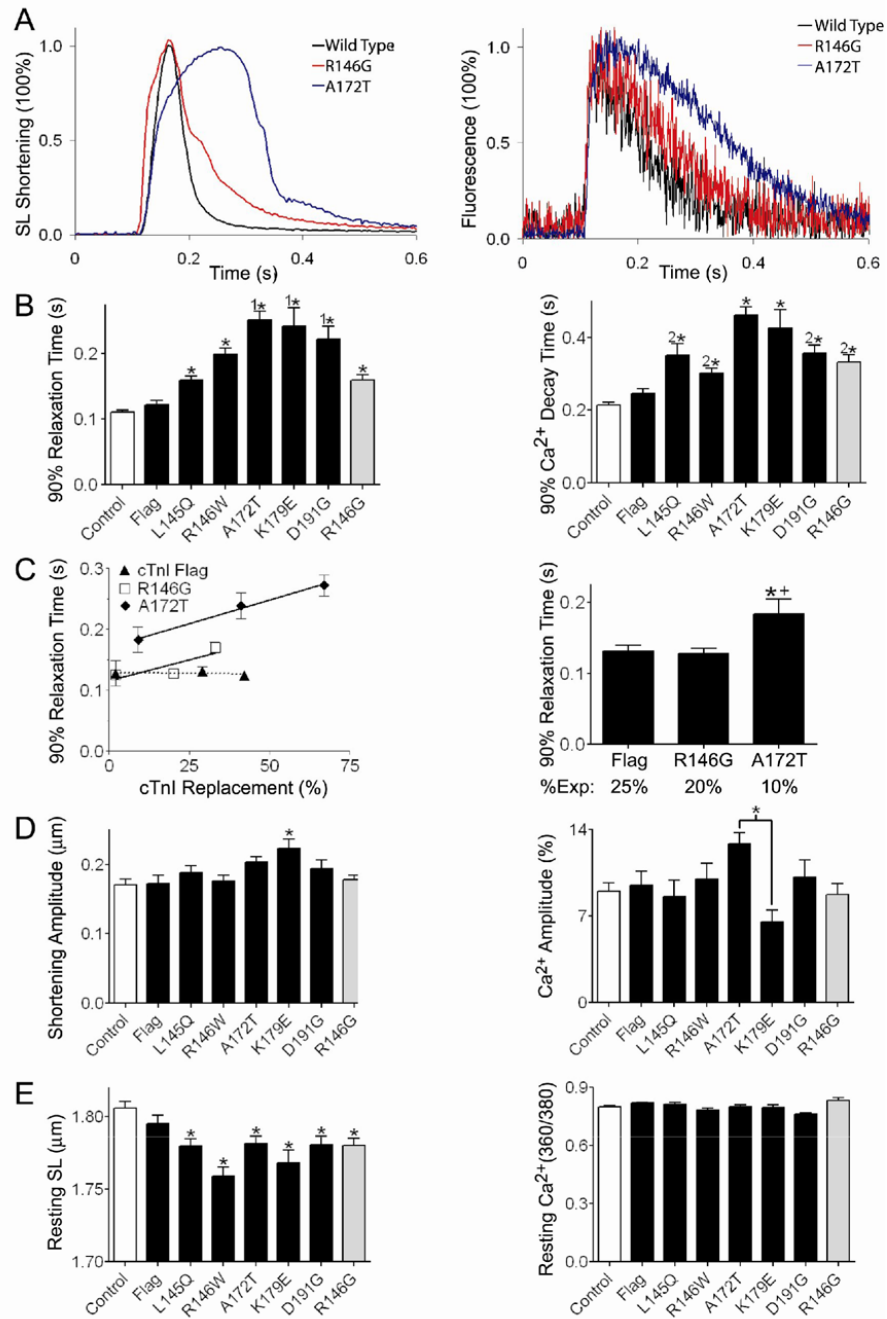 A
SL Shortening (100%)
1.0
0.5
0.0
0
0.2
0.4
0.6
Time (s)
Wild Type
R146G
A172T
Fluorescence (100%)
1.0
0.5
0.0
0.2
0.4
0.6
Time (s)
Wild Type
R146G
A172T
B
90% Relaxation Time (s)
0.2
0.1
0.0
*
*
1*
1*
1*
*
Control
Flag
L145Q
R146W
A172T
K179E
D191G
R146G
90% Ca2+ Decay Time (s)
0.4
0.2
0.0
2*
2*
*
*
2*
2*
Control
Flag
L145Q
R146W
A172T
K179E
D191G
R146G
C
90% Relaxation Time (s)
0.3
0.2
0.1
0.0
cTnI Flag
R146G
A172T
0
25
50
75
cTnI Replacement (%)
90% Relaxation Time (s)
0.2
0.1
0.0
*+
Flag
R146G
A172T
%Exp:
25%
20%
10%
D
Shortening Amplitude (µm)
0.2
0.1
0.0
*
Control
Flag
L145Q
R146W
A172T
K179E
D191G
R146G
Ca2+ Amplitude (%)
14
7
0
*
Control
Flag
L145Q
R146W
A172T
K179E
D191G
R146G
E
Resting SL (µm)
1.80
1.75
1.70
*
*
*
*
*
*
Control
Flag
L145Q
R146W
A172T
K179E
D191G
R146G
Resting Ca2+(360/380)
0.9
0.6
0.3
0.0
Control
Flag
L145Q
R146W
A172T
K179E
D191G
R146G